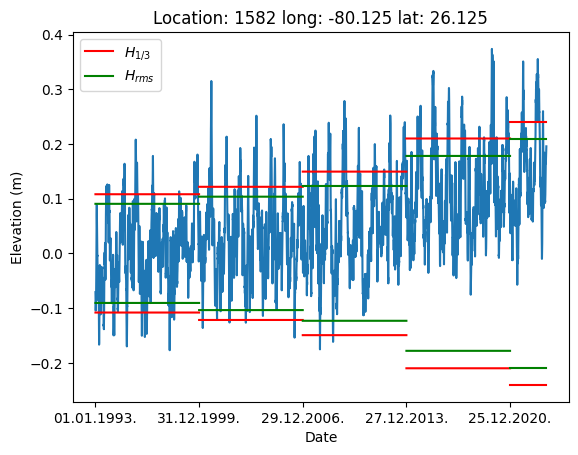 Location: 1582 long: -80.125 lat: 26.125
H1/3
Hrms
Elevation (m)
0.4
0.3
0.2
0.1
0.0
−0.1
−0.2
01.01.1993. 31.12.1999. 29.12.2006. 27.12.2013. 25.12.2020.
Date